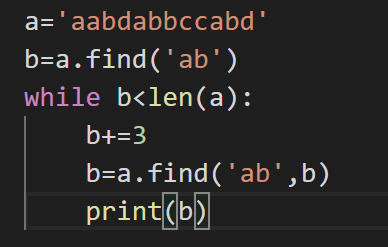 a='aabdabbccabd'
b=a.find('ab')
while b<len(a):
    b+=3
    b=a.find('ab',b)
    print(b)